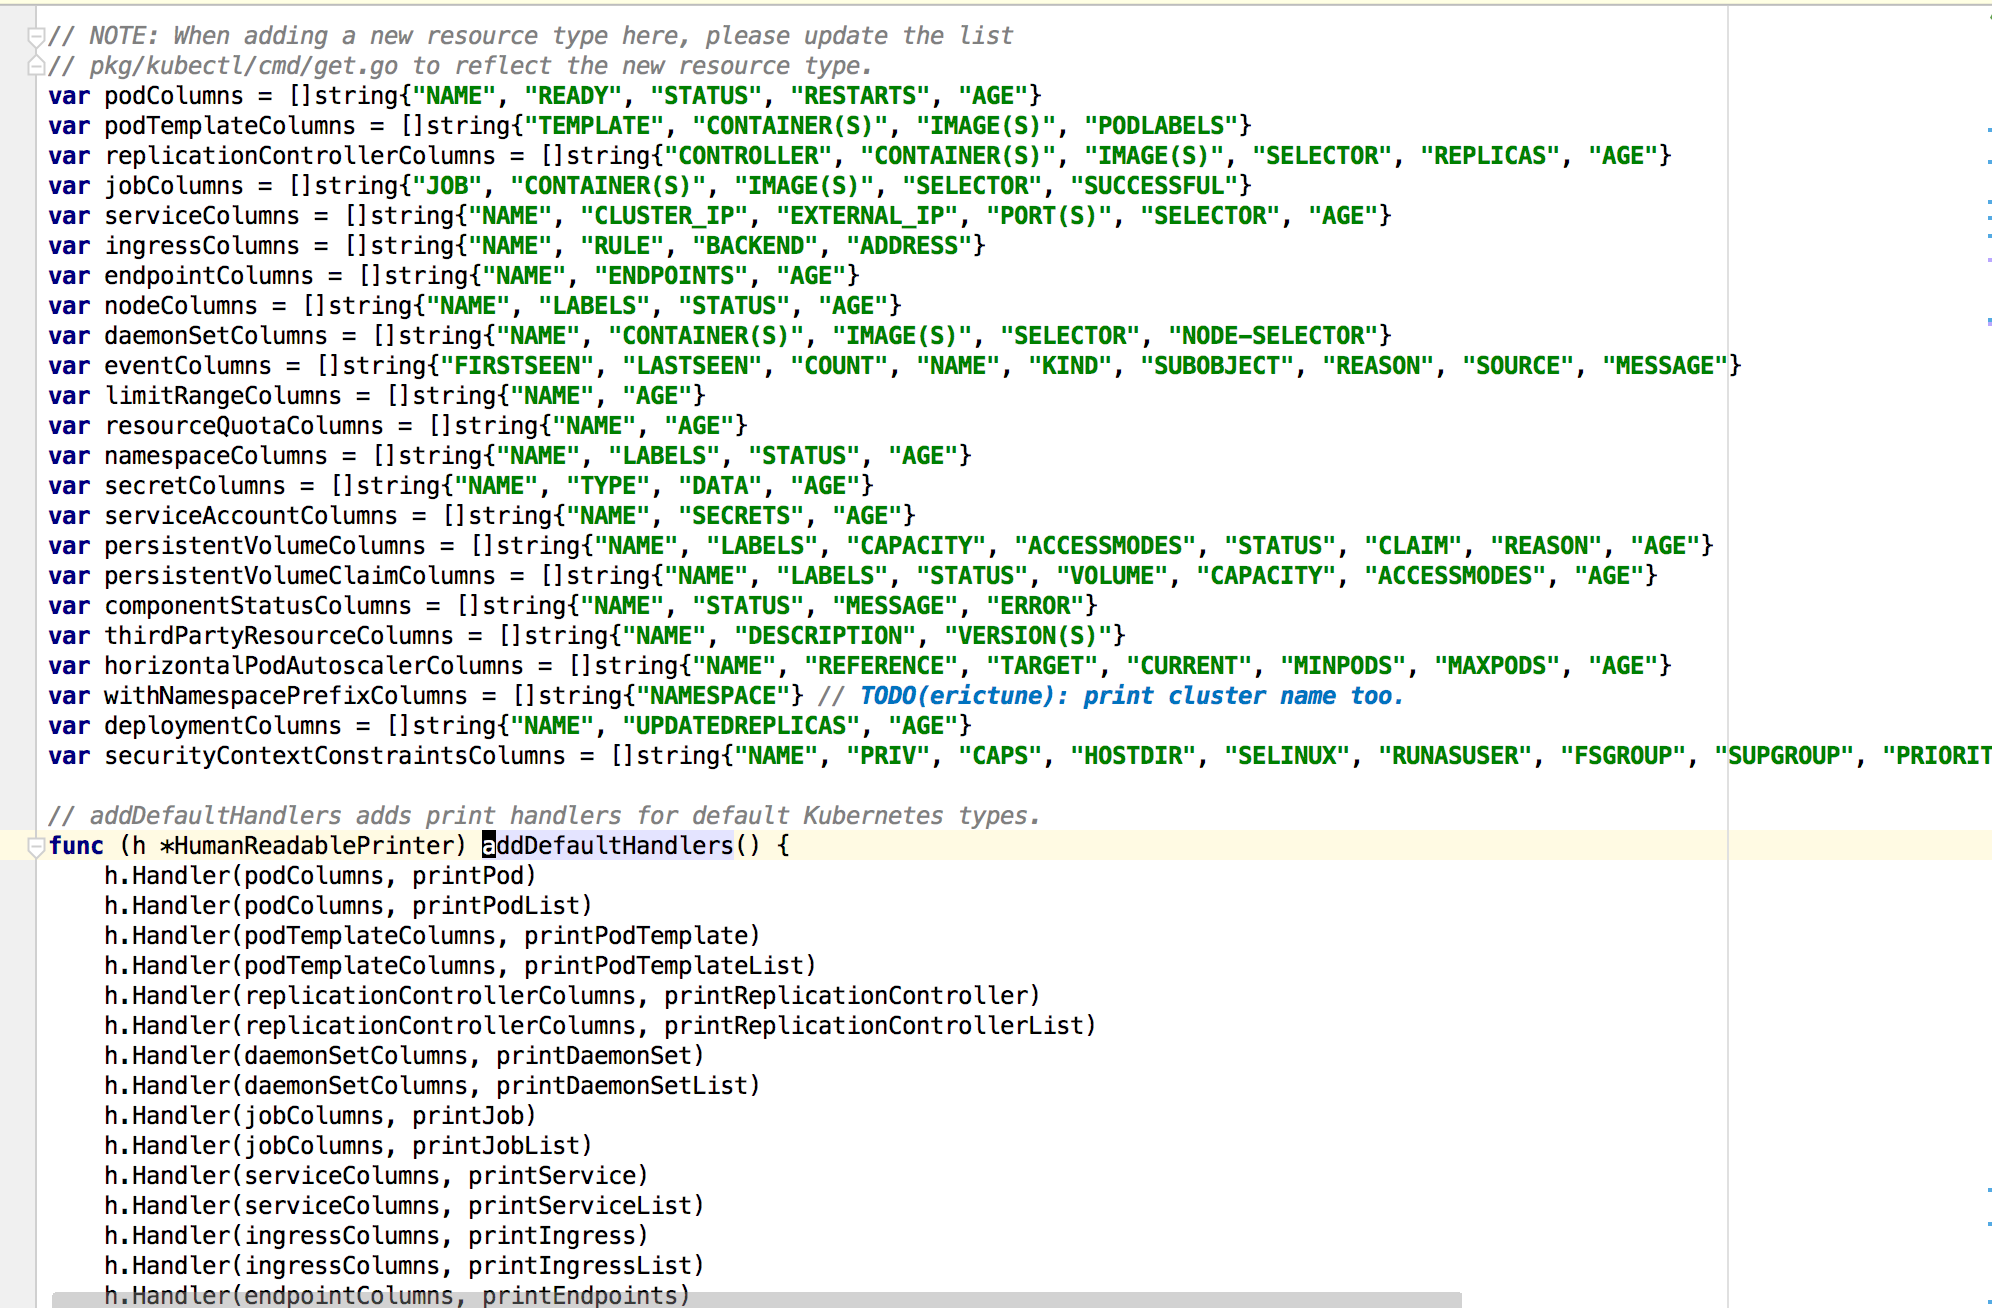 // NOTE: When adding a new resource type here, please update the list
// pkg/kubectl/cmd/get.go to reflect the new resource type.
var podColumns = []string{"NAME", "READY", "STATUS", "RESTARTS", "AGE"}
var podTemplateColumns = []string{"TEMPLATE", "CONTAINER(S)", "IMAGE(S)", "PODLABELS"}
var replicationControllerColumns = []string{"CONTROLLER", "CONTAINER(S)", "IMAGE(S)", "SELECTOR", "REPLICAS", "AGE"}
var jobColumns = []string{"JOB", "CONTAINER(S)", "IMAGE(S)", "SELECTOR", "SUCCESSFUL"}
var serviceColumns = []string{"NAME", "CLUSTER_IP", "EXTERNAL_IP", "PORT(S)", "SELECTOR", "AGE"}
var ingressColumns = []string{"NAME", "RULE", "BACKEND", "ADDRESS"}
var endpointColumns = []string{"NAME", "ENDPOINTS", "AGE"}
var nodeColumns = []string{"NAME", "LABELS", "STATUS", "AGE"}
var daemonSetColumns = []string{"NAME", "CONTAINER(S)", "IMAGE(S)", "SELECTOR", "NODE-SELECTOR"}
var eventColumns = []string{"FIRSTSEEN", "LASTSEEN", "COUNT", "NAME", "KIND", "SUBOBJECT", "REASON", "SOURCE", "MESSAGE"}
var limitRangeColumns = []string{"NAME", "AGE"}
var resourceQuotaColumns = []string{"NAME", "AGE"}
var namespaceColumns = []string{"NAME", "LABELS", "STATUS", "AGE"}
var secretColumns = []string{"NAME", "TYPE", "DATA", "AGE"}
var serviceAccountColumns = []string{"NAME", "SECRETS", "AGE"}
var persistentVolumeColumns = []string{"NAME", "LABELS", "CAPACITY", "ACCESSMODES", "STATUS", "CLAIM", "REASON", "AGE"}
var persistentVolumeClaimColumns = []string{"NAME", "LABELS", "STATUS", "VOLUME", "CAPACITY", "ACCESSMODES", "AGE"}
var componentStatusColumns = []string{"NAME", "STATUS", "MESSAGE", "ERROR"}
var thirdPartyResourceColumns = []string{"NAME", "DESCRIPTION", "VERSION(S)"}
var horizontalPodAutoscalerColumns = []string{"NAME", "REFERENCE", "TARGET", "CURRENT", "MINPODS", "MAXPODS", "AGE"}
var withNamespacePrefixColumns = []string{"NAMESPACE"} // TODO(erictune): print cluster name too.
var deploymentColumns = []string{"NAME", "UPDATEDREPLICAS", "AGE"}
var securityContextConstraintsColumns = []string{"NAME", "PRIV", "CAPS", "HOSTDIR", "SELINUX", "RUNASUSER", "FSGROUP", "SUPGROUP", "PRIORIT
// addDefaultHandlers adds print handlers for default Kubernetes types.
func (h *HumanReadablePrinter) addDefaultHandlers() {
h.Handler(podColumns, printPod)
h.Handler(podColumns, printPodList)
h.Handler(podTemplateColumns, printPodTemplate)
h.Handler(podTemplateColumns, printPodTemplateList)
h.Handler(replicationControllerColumns, printReplicationController)
h.Handler(replicationControllerColumns, printReplicationControllerList)
h.Handler(daemonSetColumns, printDaemonSet)
h.Handler(daemonSetColumns, printDaemonSetList)
h.Handler(jobColumns, printJob)
h.Handler(jobColumns, printJobList)
h.Handler(serviceColumns, printService)
h.Handler(serviceColumns, printServiceList)
h.Handler(ingressColumns, printIngress)
h.Handler(ingressColumns, printIngressList)
h.Handler(endpointColumns, printEndpoints)